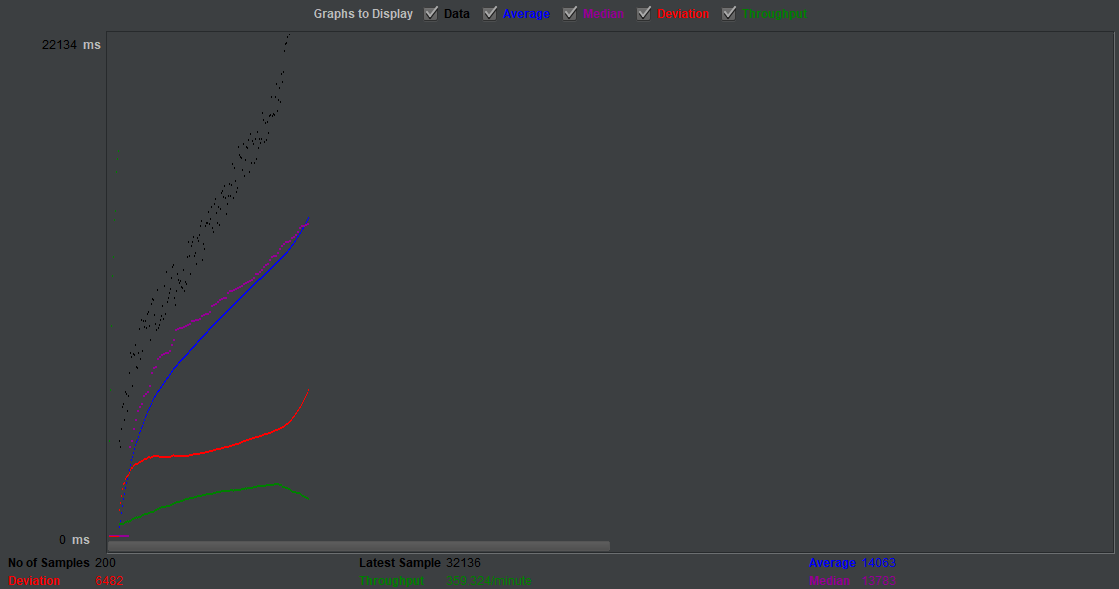 Graphs to Display Data Average Median Deviation Throughput
22134 ms
0 ms
No of Samples 200 Latest Sample 32136 Average 14063
Deviation 6482 Throughput 359.324/minute Median